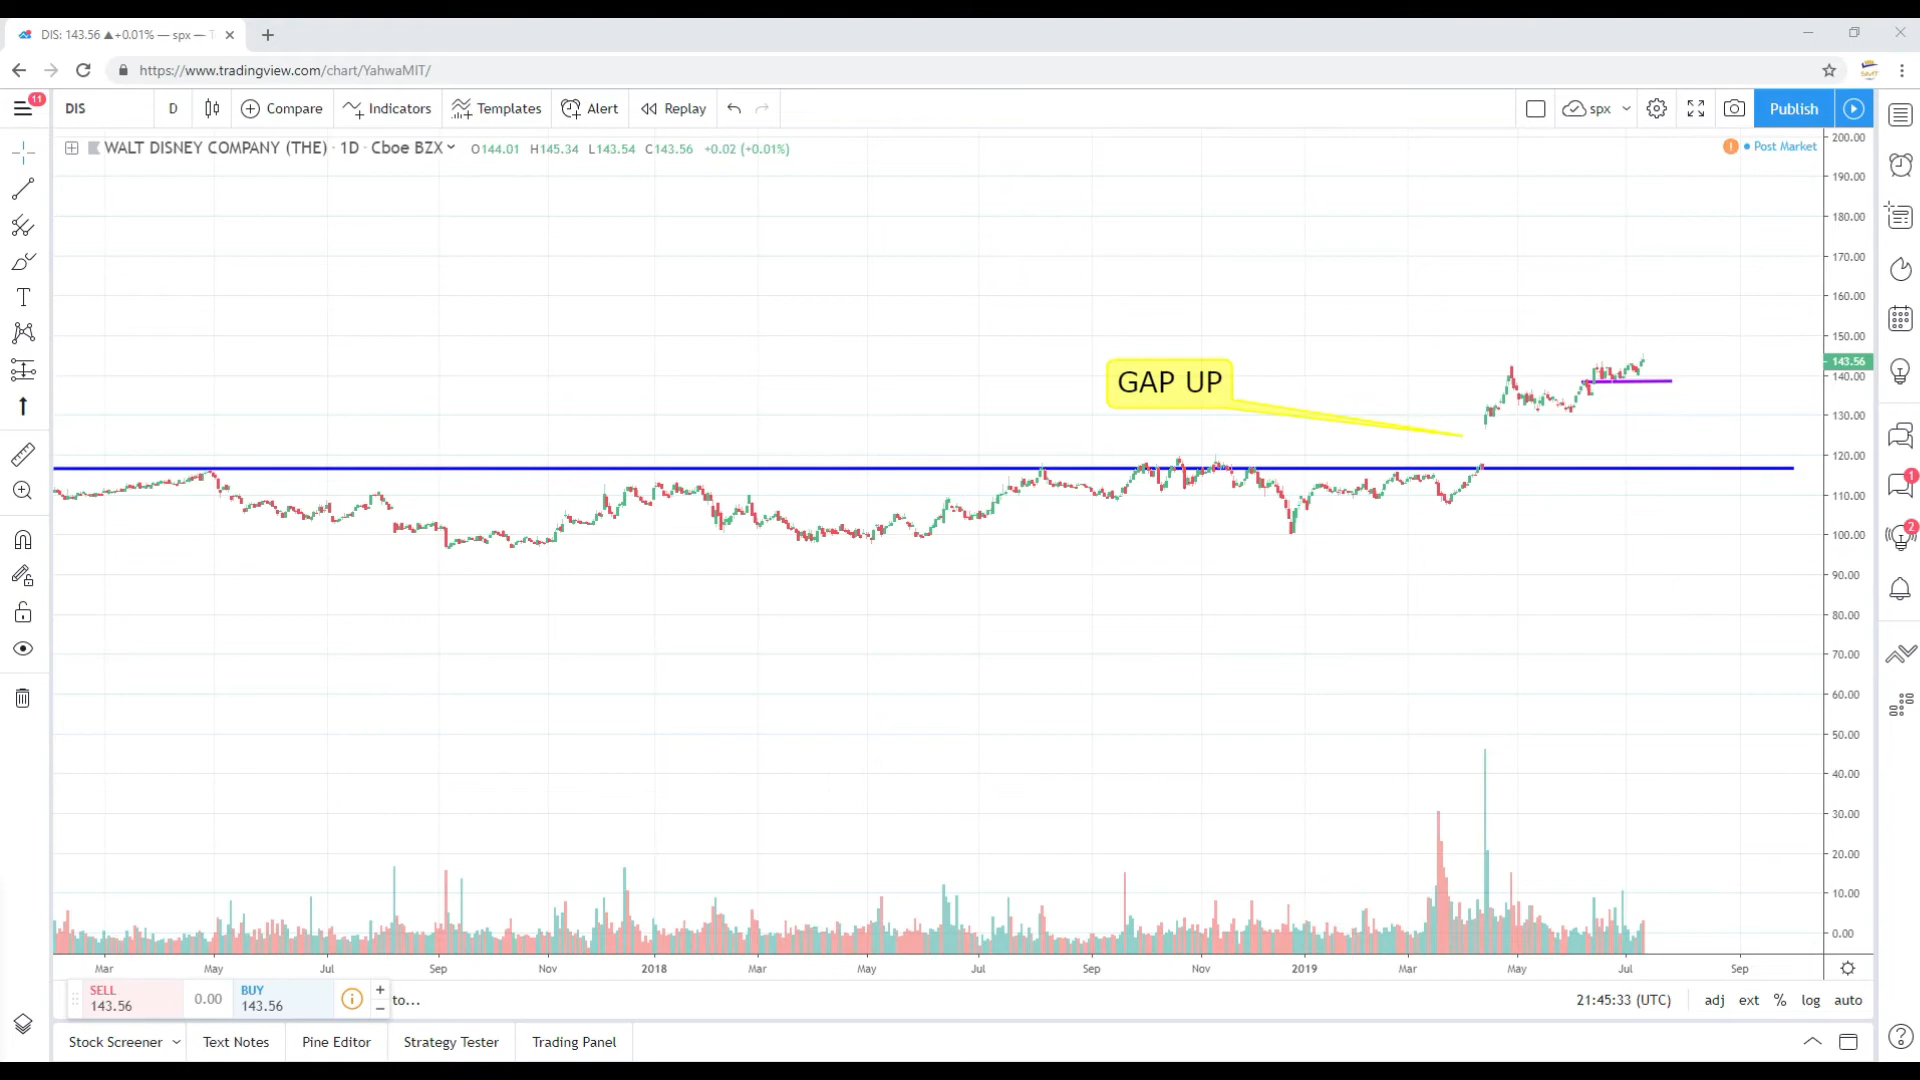 DIS: 143.56 ▲+0.01% — spx —
https://www.tradingview.com/chart/YahwaMIT/
11
DIS
D
Compare
Indicators
Templates
Alert
Replay
spx
Publish
WALT DISNEY COMPANY (THE) · 1D · Cboe BZX
O144.01 H145.34 L143.54 C143.56 +0.02 (+0.01%)
! • Post Market
200.00
190.00
180.00
170.00
160.00
150.00
143.56
140.00
130.00
120.00
110.00
100.00
90.00
80.00
70.00
60.00
50.00
40.00
30.00
20.00
10.00
0.00
GAP UP
1
2
Mar May Jul Sep Nov 2018 Mar May Jul Sep Nov 2019 Mar May Jul Sep
SELL
143.56
0.00
BUY
143.56
to...
21:45:33 (UTC)
adj ext % log auto
Stock Screener
Text Notes
Pine Editor
Strategy Tester
Trading Panel